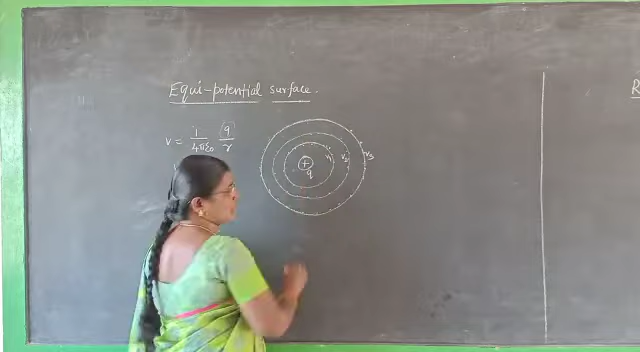 Equi-potential surface.
V = 1/4πε₀ q/r
V₁ V₂ V₃
+
q
R